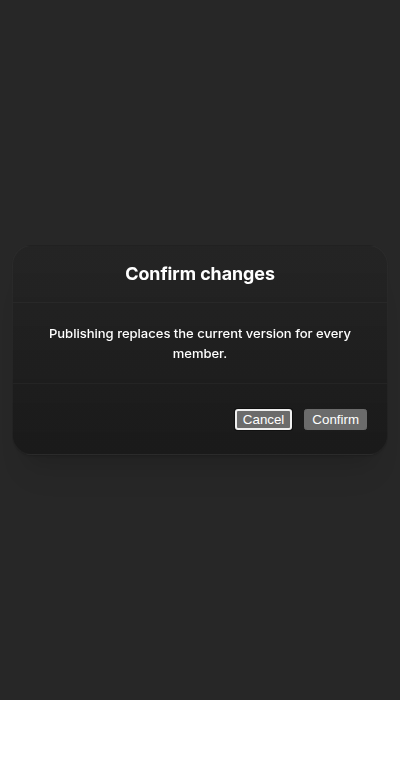 Confirm changes
Publishing replaces the current version for every
member.
Cancel
Confirm